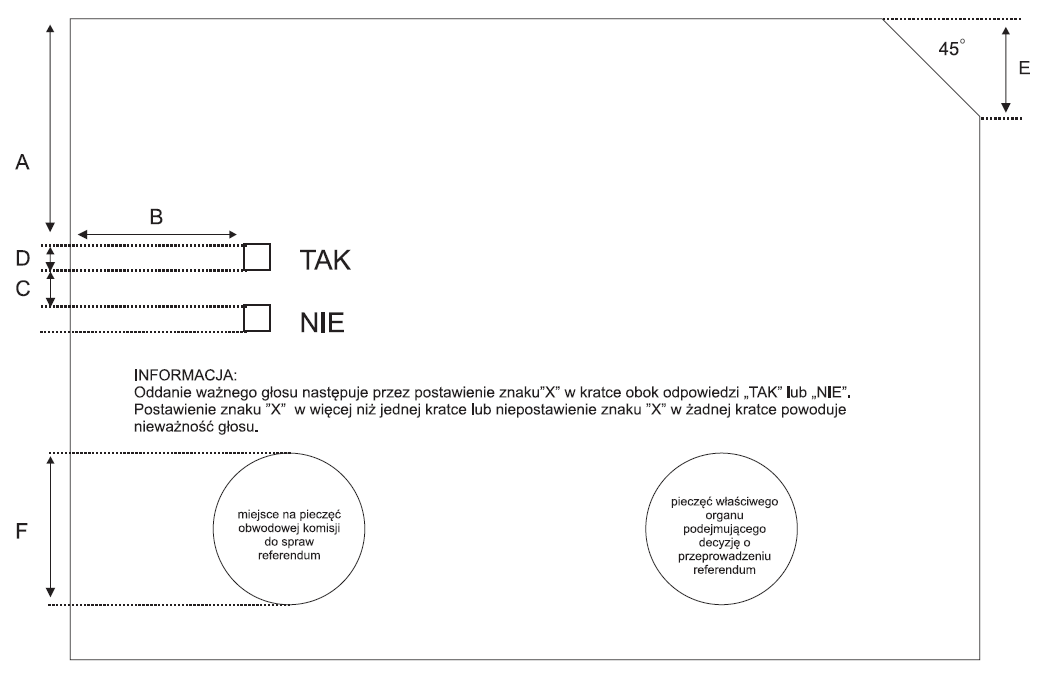 45°
E
A
B
D
TAK
C
NIE
INFORMACJA:
Oddanie ważnego głosu następuje przez postawienie znaku”X” w kratce obok odpowiedzi „TAK” lub „NIE”.
Postawienie znaku ”X” w więcej niż jednej kratce lub niepostawienie znaku ”X” w żadnej kratce powoduje
nieważność głosu.
F
miejsce na pieczęć
obwodowej komisji
do spraw
referendum
pieczęć właściwego
organu
podejmującego
decyzję o
przeprowadzeniu
referendum